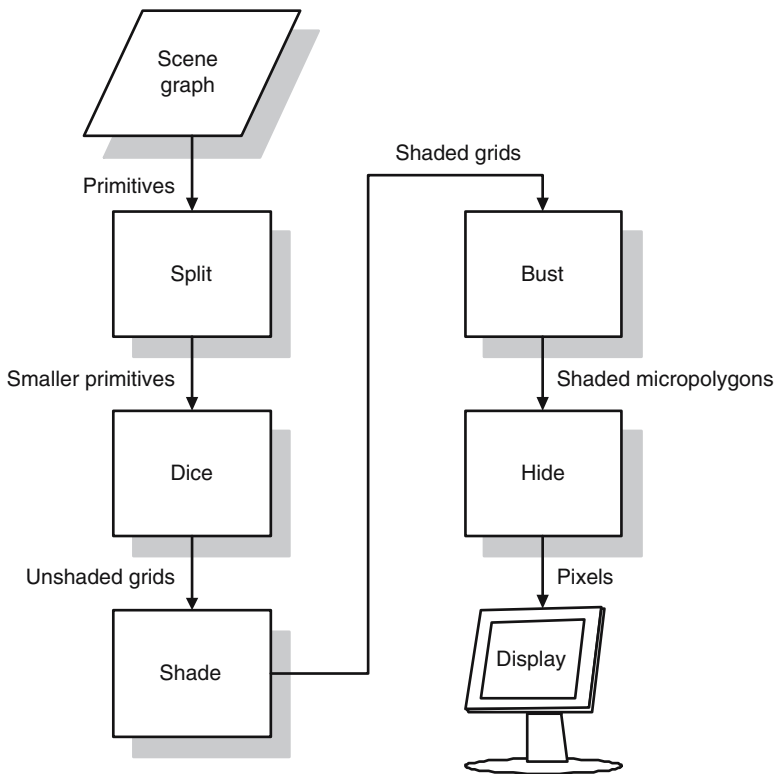 Scene
graph
Primitives
Split
Smaller primitives
Dice
Unshaded grids
Shade
Shaded grids
Bust
Shaded micropolygons
Hide
Pixels
Display